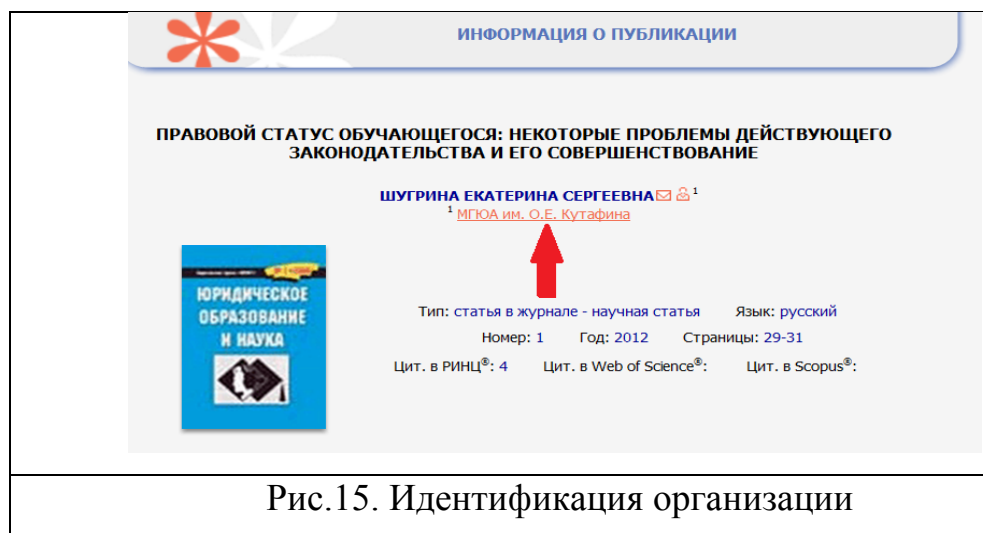 ИНФОРМАЦИЯ О ПУБЛИКАЦИИ
ПРАВОВОЙ СТАТУС ОБУЧАЮЩЕГОСЯ: НЕКОТОРЫЕ ПРОБЛЕМЫ ДЕЙСТВУЮЩЕГО
ЗАКОНОДАТЕЛЬСТВА И ЕГО СОВЕРШЕНСТВОВАНИЕ
ШУГРИНА ЕКАТЕРИНА СЕРГЕЕВНА 1
1 МГЮА им. О.Е. Кутафина
ЮРИДИЧЕСКОЕ
ОБРАЗОВАНИЕ
И НАУКА
Тип: статья в журнале - научная статья Язык: русский
Номер: 1 Год: 2012 Страницы: 29-31
Цит. в РИНЦ®: 4 Цит. в Web of Science®: Цит. в Scopus®:
Рис.15. Идентификация организации